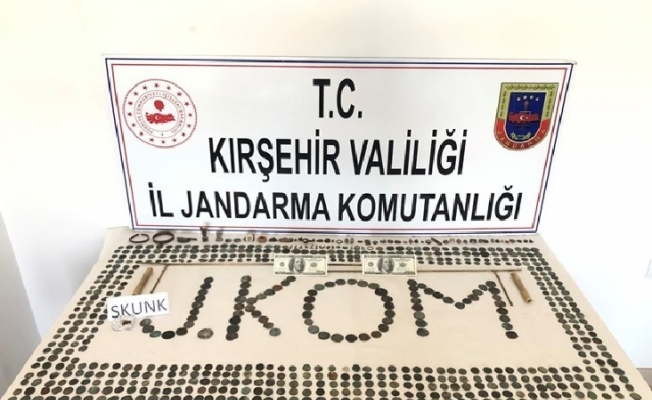 T.C.
KIRŞEHİR VALİLİĞİ
İL JANDARMA KOMUTANLIĞI
SKUNK
J.KOM